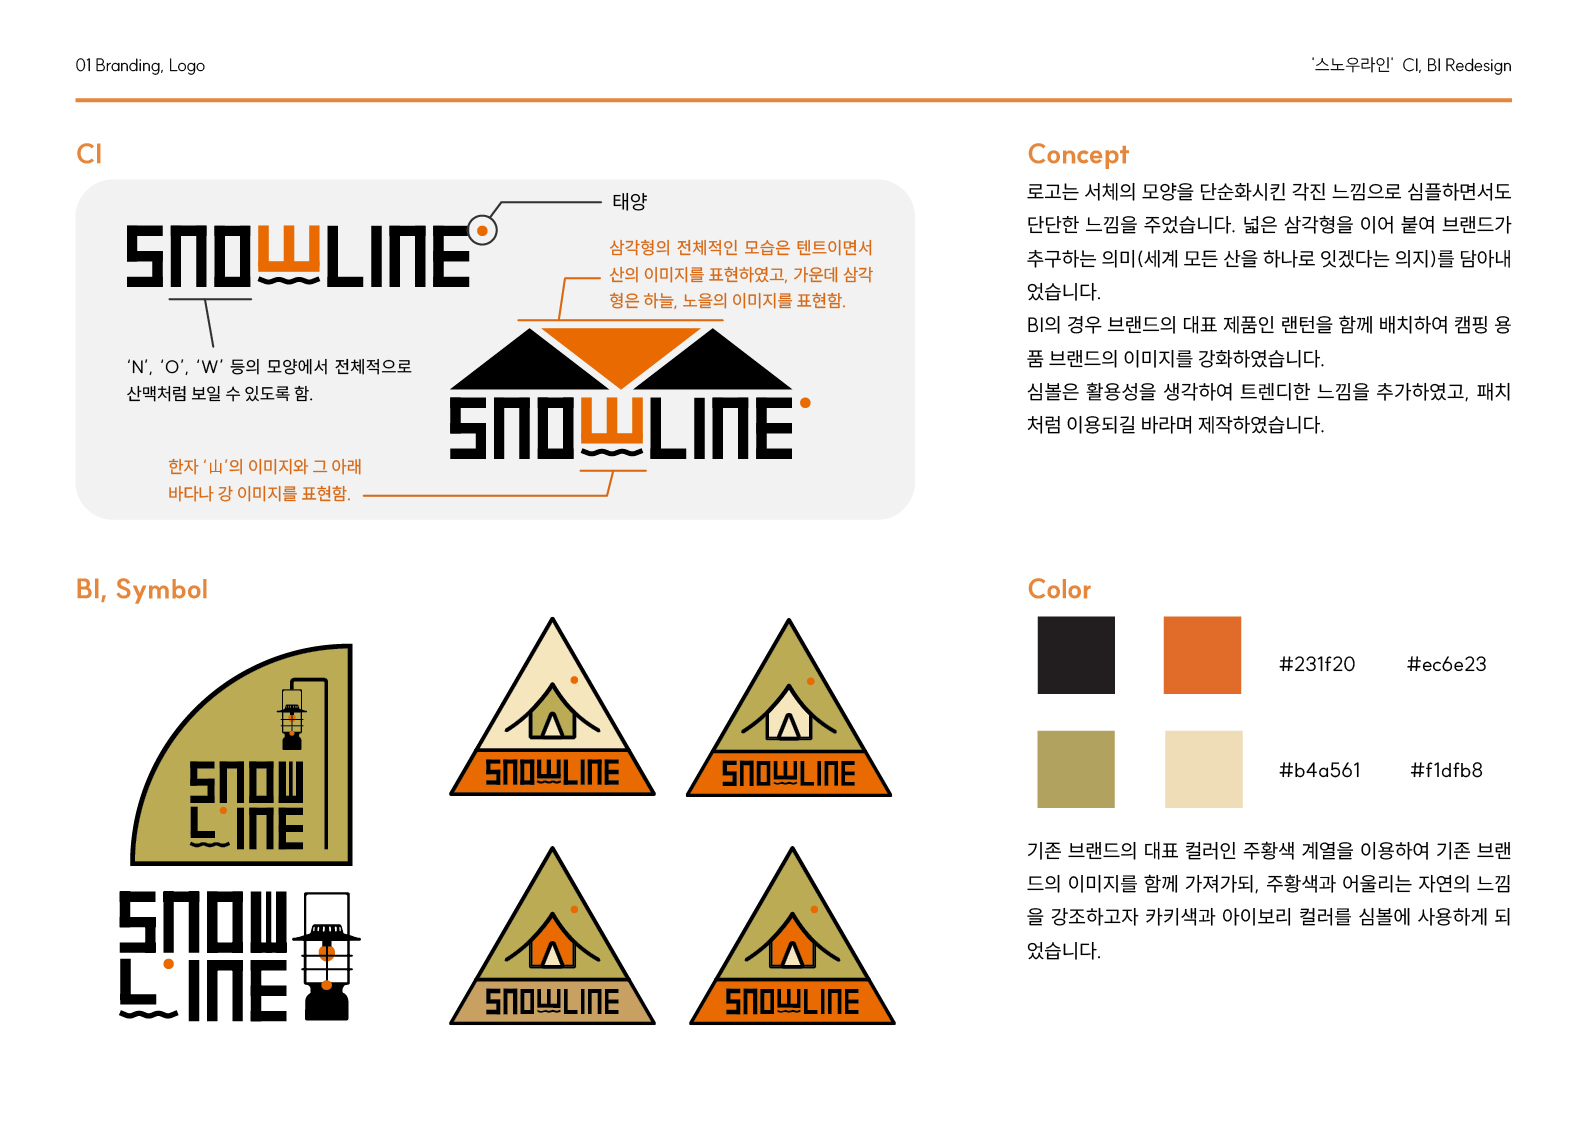 01 Branding, Logo
'스노우라인' CI, BI Redesign
CI
SNOWLINE
태양
삼각형의 전체적인 모습은 텐트이면서
산의 이미지를 표현하였고, 가운데 삼각
형은 하늘, 노을의 이미지를 표현함.
'N', 'O', 'W' 등의 모양에서 전체적으로
산맥처럼 보일 수 있도록 함.
SNOWLINE
한자 '山'의 이미지와 그 아래
바다나 강 이미지를 표현함.
Concept
로고는 서체의 모양을 단순화시킨 각진 느낌으로 심플하면서도
단단한 느낌을 주었습니다. 넓은 삼각형을 이어 붙여 브랜드가
추구하는 의미(세계 모든 산을 하나로 잇겠다는 의지)를 담아내
었습니다.
BI의 경우 브랜드의 대표 제품인 랜턴을 함께 배치하여 캠핑 용
품 브랜드의 이미지를 강화하였습니다.
심볼은 활용성을 생각하여 트렌디한 느낌을 추가하였고, 패치
처럼 이용되길 바라며 제작하였습니다.
BI, Symbol
SNOW
LINE
SNOWLINE
SNOWLINE
SNOW
LINE
SNOWLINE
SNOWLINE
Color
#231f20
#ec6e23
#b4a561
#f1dfb8
기존 브랜드의 대표 컬러인 주황색 계열을 이용하여 기존 브랜
드의 이미지를 함께 가져가되, 주황색과 어울리는 자연의 느낌
을 강조하고자 카키색과 아이보리 컬러를 심볼에 사용하게 되
었습니다.